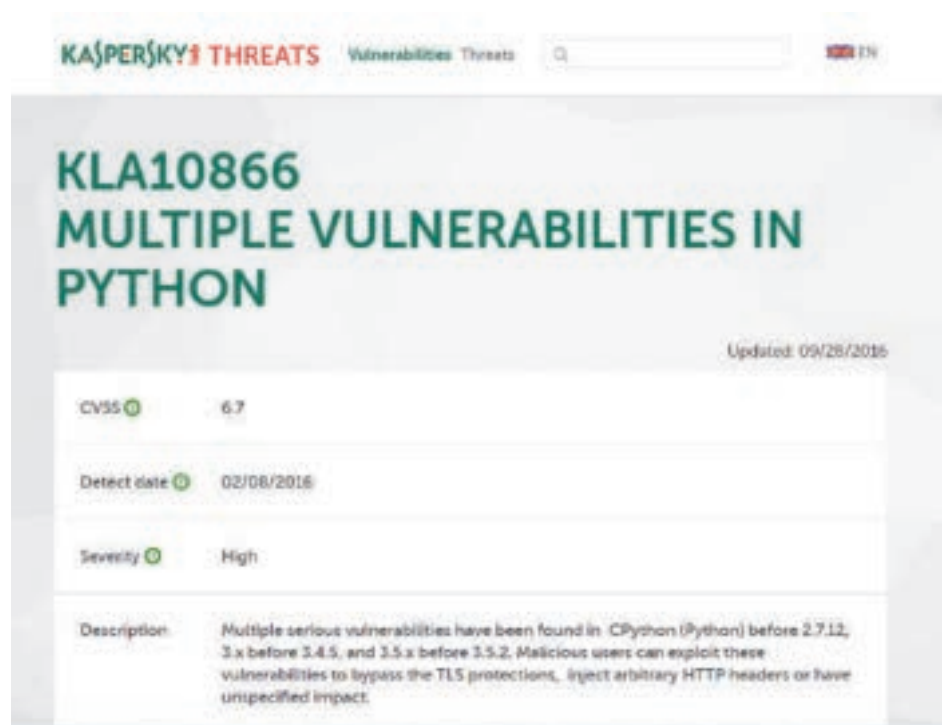 KASPERSKY THREATS Vulnerabilities Threats EN
KLA10866
MULTIPLE VULNERABILITIES IN
PYTHON
Updated: 09/28/2016
CVSS 6.7
Detect date 02/08/2016
Severity High
Description Multiple serious vulnerabilities have been found in CPython (Python) before 2.7.12,
3.x before 3.4.5, and 3.5.x before 3.5.2. Malicious users can exploit these
vulnerabilities to bypass the TLS protections, inject arbitrary HTTP headers or have
unspecified impact.